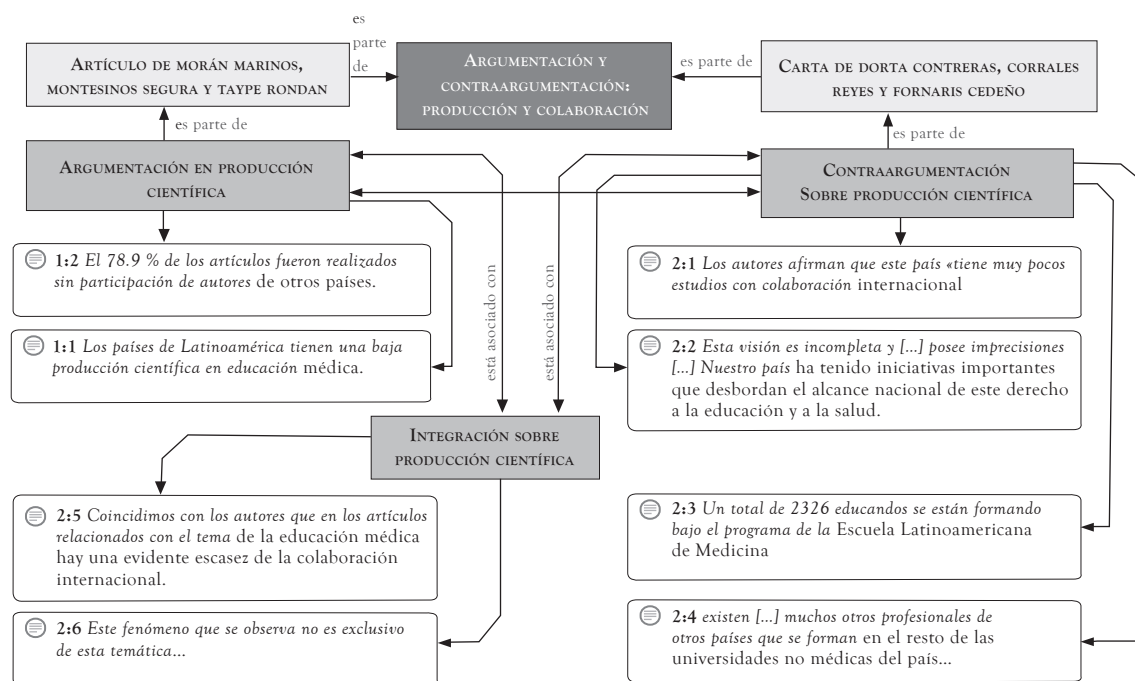 es
parte
de
ARTÍCULO DE MORÁN MARINOS,
MONTESINOS SEGURA Y TAYPE RONDAN
ARGUMENTACIÓN Y
CONTRAARGUMENTACIÓN:
PRODUCCIÓN Y COLABORACIÓN
es parte de
CARTA DE DORTA CONTRERAS, CORRALES
REYES Y FORNARIS CEDEÑO
es parte de
es parte de
ARGUMENTACIÓN EN PRODUCCIÓN
CIENTÍFICA
CONTRAARGUMENTACIÓN
SOBRE PRODUCCIÓN CIENTÍFICA
1:2 El 78.9 % de los artículos fueron realizados
sin participación de autores de otros países.
1:1 Los países de Latinoamérica tienen una baja
producción científica en educación médica.
está asociado con
está asociado con
2:1 Los autores afirman que este país «tiene muy pocos
estudios con colaboración internacional
2:2 Esta visión es incompleta y [...] posee imprecisiones
[...] Nuestro país ha tenido iniciativas importantes
que desbordan el alcance nacional de este derecho
a la educación y a la salud.
INTEGRACIÓN SOBRE
PRODUCCIÓN CIENTÍFICA
2:5 Coincidimos con los autores que en los artículos
relacionados con el tema de la educación médica
hay una evidente escasez de la colaboración
internacional.
2:6 Este fenómeno que se observa no es exclusivo
de esta temática...
2:3 Un total de 2326 educandos se están formando
bajo el programa de la Escuela Latinoamericana
de Medicina
2:4 existen [...] muchos otros profesionales de
otros países que se forman en el resto de las
universidades no médicas del país...